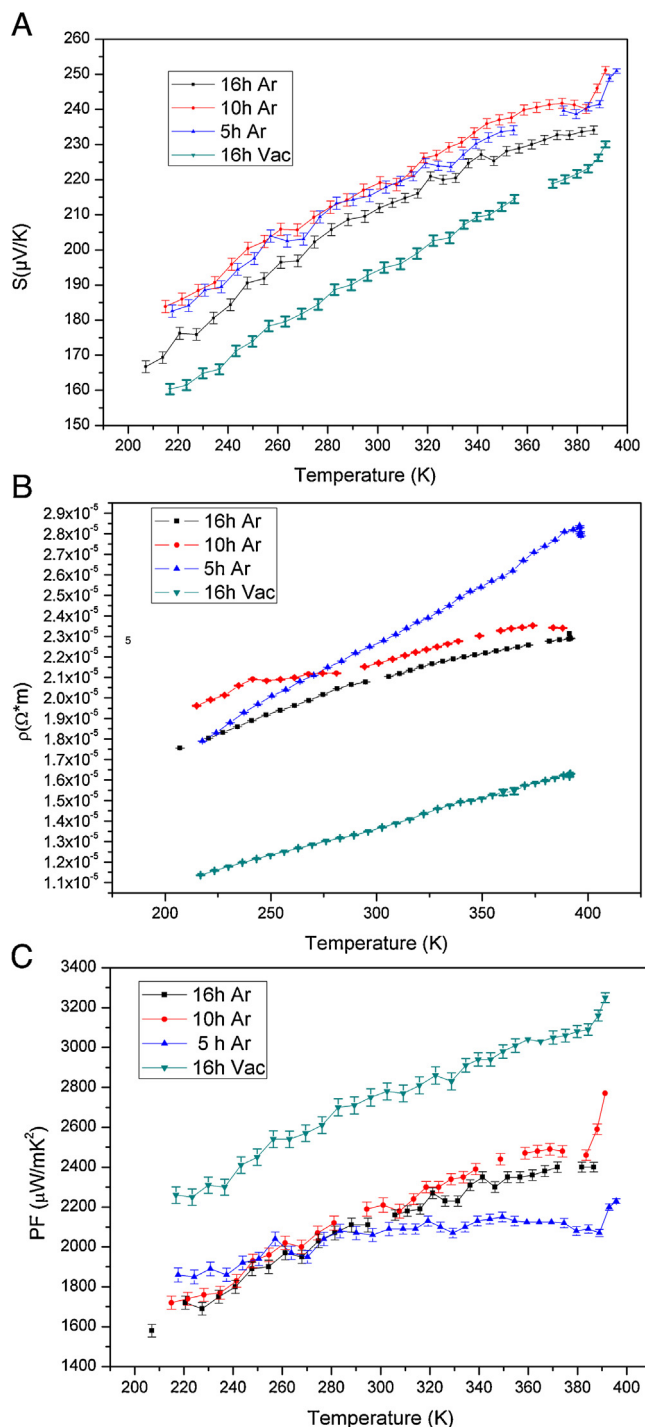 A
260
250
240
230
220
210
200
190
180
170
160
150
S(µV/K)
16h Ar
10h Ar
5h Ar
16h Vac
200 220 240 260 280 300 320 340 360 380 400
Temperature (K)
B
2.9x10⁻⁵
2.8x10⁻⁵
2.7x10⁻⁵
2.6x10⁻⁵
2.5x10⁻⁵
2.4x10⁻⁵
2.3x10⁻⁵
2.2x10⁻⁵
2.1x10⁻⁵
2.0x10⁻⁵
1.9x10⁻⁵
1.8x10⁻⁵
1.7x10⁻⁵
1.6x10⁻⁵
1.5x10⁻⁵
1.4x10⁻⁵
1.3x10⁻⁵
1.2x10⁻⁵
1.1x10⁻⁵
ρ(Ω*m)
16h Ar
10h Ar
5h Ar
16h Vac
5
200 250 300 350 400
Temperature (K)
C
3400
3200
3000
2800
2600
2400
2200
2000
1800
1600
1400
PF (µW/mK²)
16h Ar
10h Ar
5 h Ar
16h Vac
200 220 240 260 280 300 320 340 360 380 400
Temperature (K)